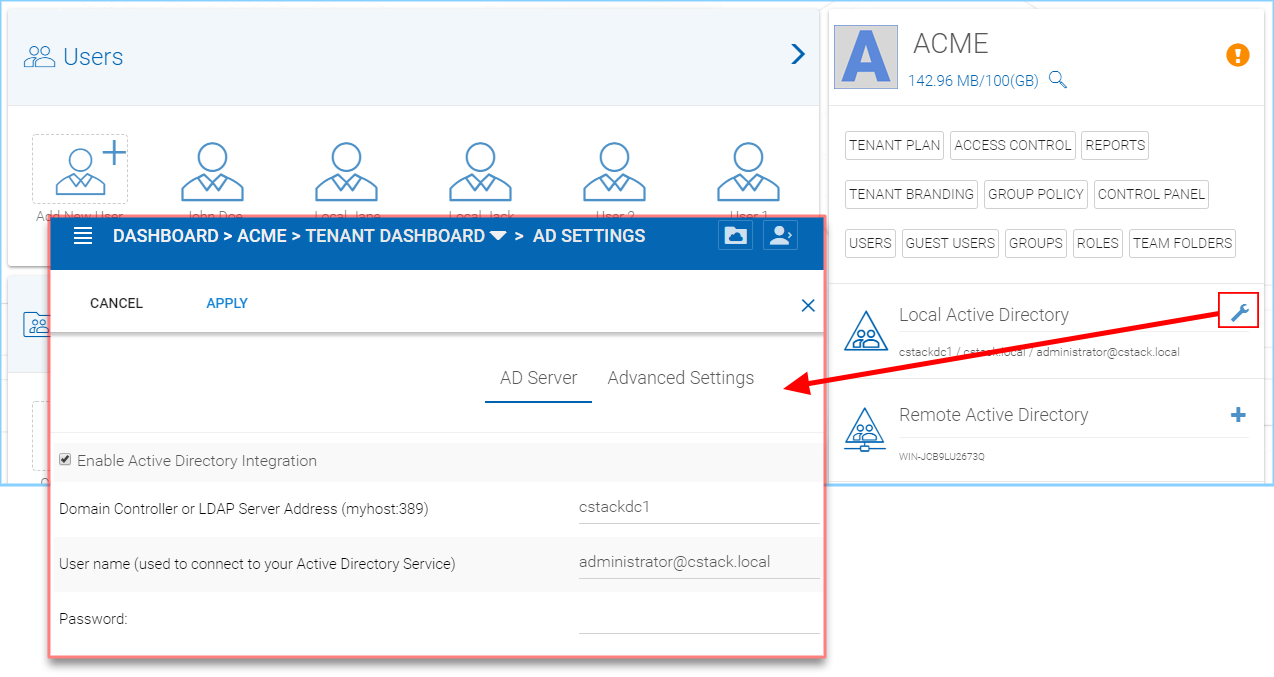 Users
Add New User John Doe Local Jane Local Jack User 2 User 1
A
ACME
142.96 MB/100(GB)
TENANT PLAN ACCESS CONTROL REPORTS
TENANT BRANDING GROUP POLICY CONTROL PANEL
USERS GUEST USERS GROUPS ROLES TEAM FOLDERS
Local Active Directory
cstackdc1 / cstack.local / administrator@cstack.local
Remote Active Directory
WIN-JCB9LU2673Q
DASHBOARD > ACME > TENANT DASHBOARD > AD SETTINGS
CANCEL APPLY
AD Server Advanced Settings
Enable Active Directory Integration
Domain Controller or LDAP Server Address (myhost:389) cstackdc1
User name (used to connect to your Active Directory Service) administrator@cstack.local
Password: